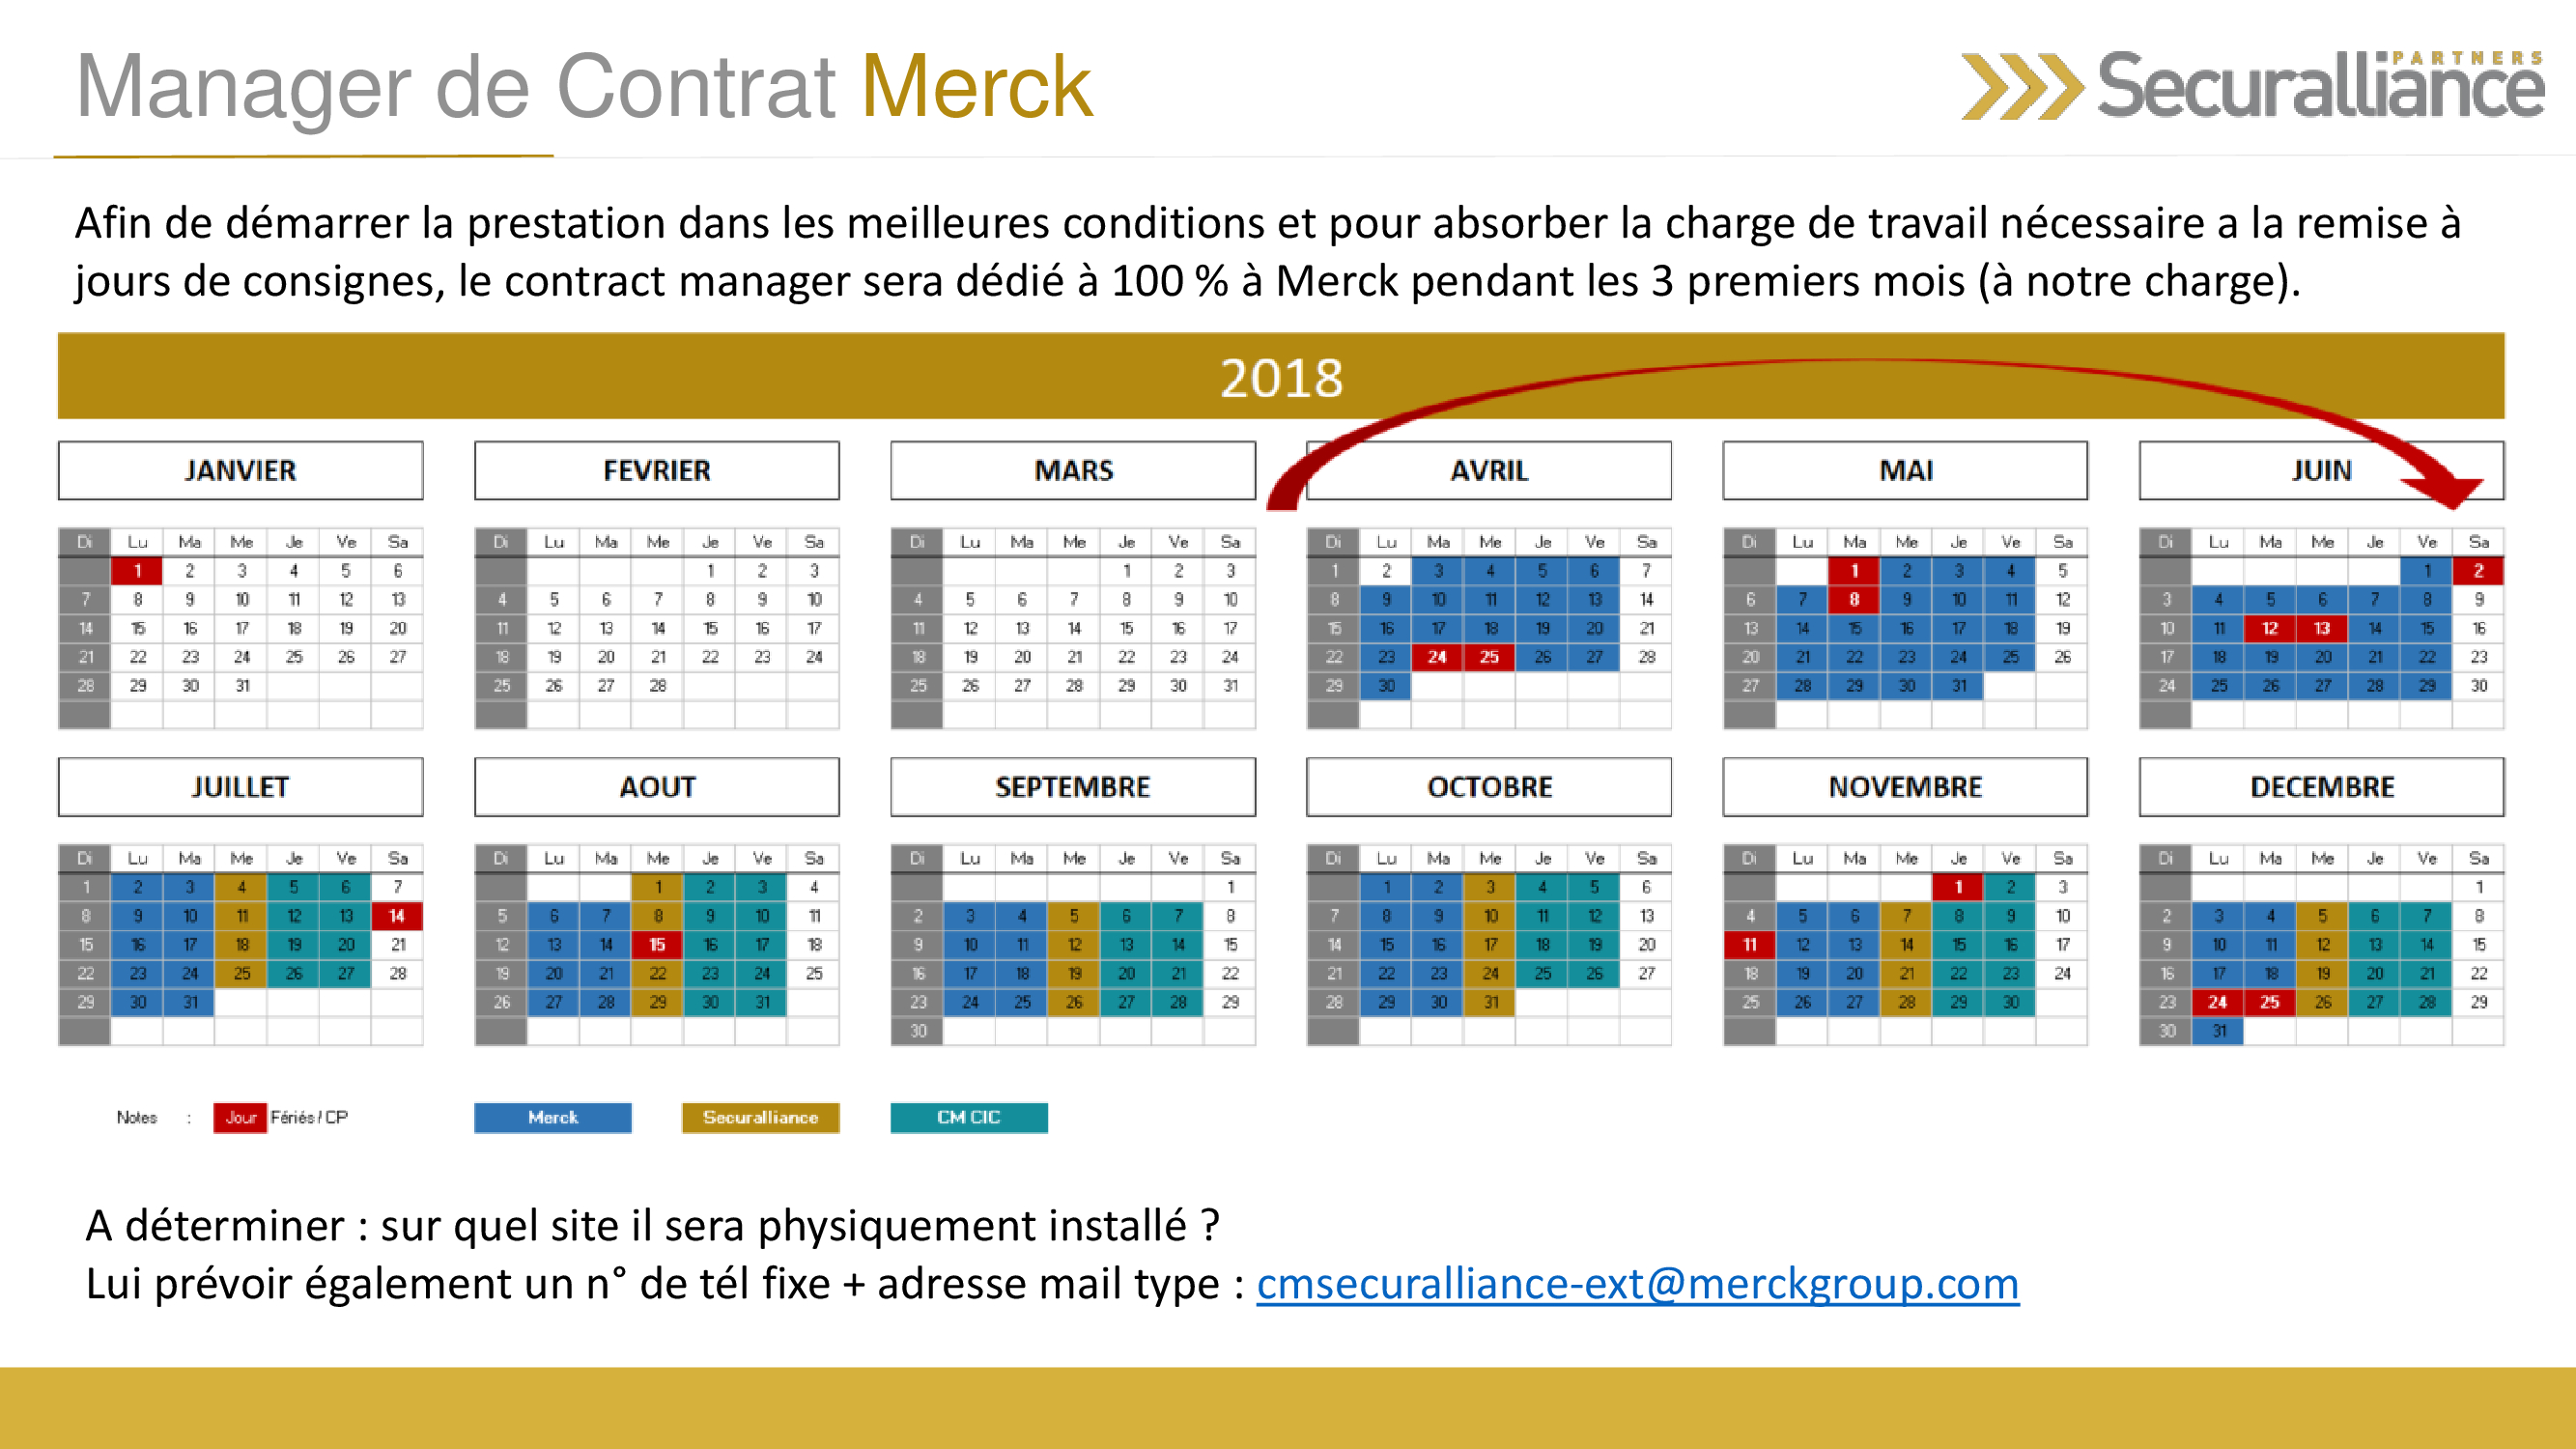 Manager de Contrat Merck
PARTNERS
Securalliance
Afin de démarrer la prestation dans les meilleures conditions et pour absorber la charge de travail nécessaire a la remise à
jours de consignes, le contract manager sera dédié à 100 % à Merck pendant les 3 premiers mois (à notre charge).
2018
JANVIER
Di Lu Ma Me Je Ve Sa
1 2 3 4 5 6
7 8 9 10 11 12 13
14 15 16 17 18 19 20
21 22 23 24 25 26 27
28 29 30 31
FEVRIER
Di Lu Ma Me Je Ve Sa
1 2 3
4 5 6 7 8 9 10
11 12 13 14 15 16 17
18 19 20 21 22 23 24
25 26 27 28
MARS
Di Lu Ma Me Je Ve Sa
1 2 3
4 5 6 7 8 9 10
11 12 13 14 15 16 17
18 19 20 21 22 23 24
25 26 27 28 29 30 31
AVRIL
Di Lu Ma Me Je Ve Sa
1 2 3 4 5 6 7
8 9 10 11 12 13 14
15 16 17 18 19 20 21
22 23 24 25 26 27 28
29 30
MAI
Di Lu Ma Me Je Ve Sa
1 2 3 4 5
6 7 8 9 10 11 12
13 14 15 16 17 18 19
20 21 22 23 24 25 26
27 28 29 30 31
JUIN
Di Lu Ma Me Je Ve Sa
1 2
3 4 5 6 7 8 9
10 11 12 13 14 15 16
17 18 19 20 21 22 23
24 25 26 27 28 29 30
JUILLET
Di Lu Ma Me Je Ve Sa
1 2 3 4 5 6 7
8 9 10 11 12 13 14
15 16 17 18 19 20 21
22 23 24 25 26 27 28
29 30 31
AOUT
Di Lu Ma Me Je Ve Sa
1 2 3 4
5 6 7 8 9 10 11
12 13 14 15 16 17 18
19 20 21 22 23 24 25
26 27 28 29 30 31
SEPTEMBRE
Di Lu Ma Me Je Ve Sa
1
2 3 4 5 6 7 8
9 10 11 12 13 14 15
16 17 18 19 20 21 22
23 24 25 26 27 28 29
30
OCTOBRE
Di Lu Ma Me Je Ve Sa
1 2 3 4 5 6
7 8 9 10 11 12 13
14 15 16 17 18 19 20
21 22 23 24 25 26 27
28 29 30 31
NOVEMBRE
Di Lu Ma Me Je Ve Sa
1 2 3
4 5 6 7 8 9 10
11 12 13 14 15 16 17
18 19 20 21 22 23 24
25 26 27 28 29 30
DECEMBRE
Di Lu Ma Me Je Ve Sa
1
2 3 4 5 6 7 8
9 10 11 12 13 14 15
16 17 18 19 20 21 22
23 24 25 26 27 28 29
30 31
Notes : Jour Fériés / CP Merck Securalliance CM CIC
A déterminer : sur quel site il sera physiquement installé ?
Lui prévoir également un n° de tél fixe + adresse mail type : cmsecuralliance-ext@merckgroup.com